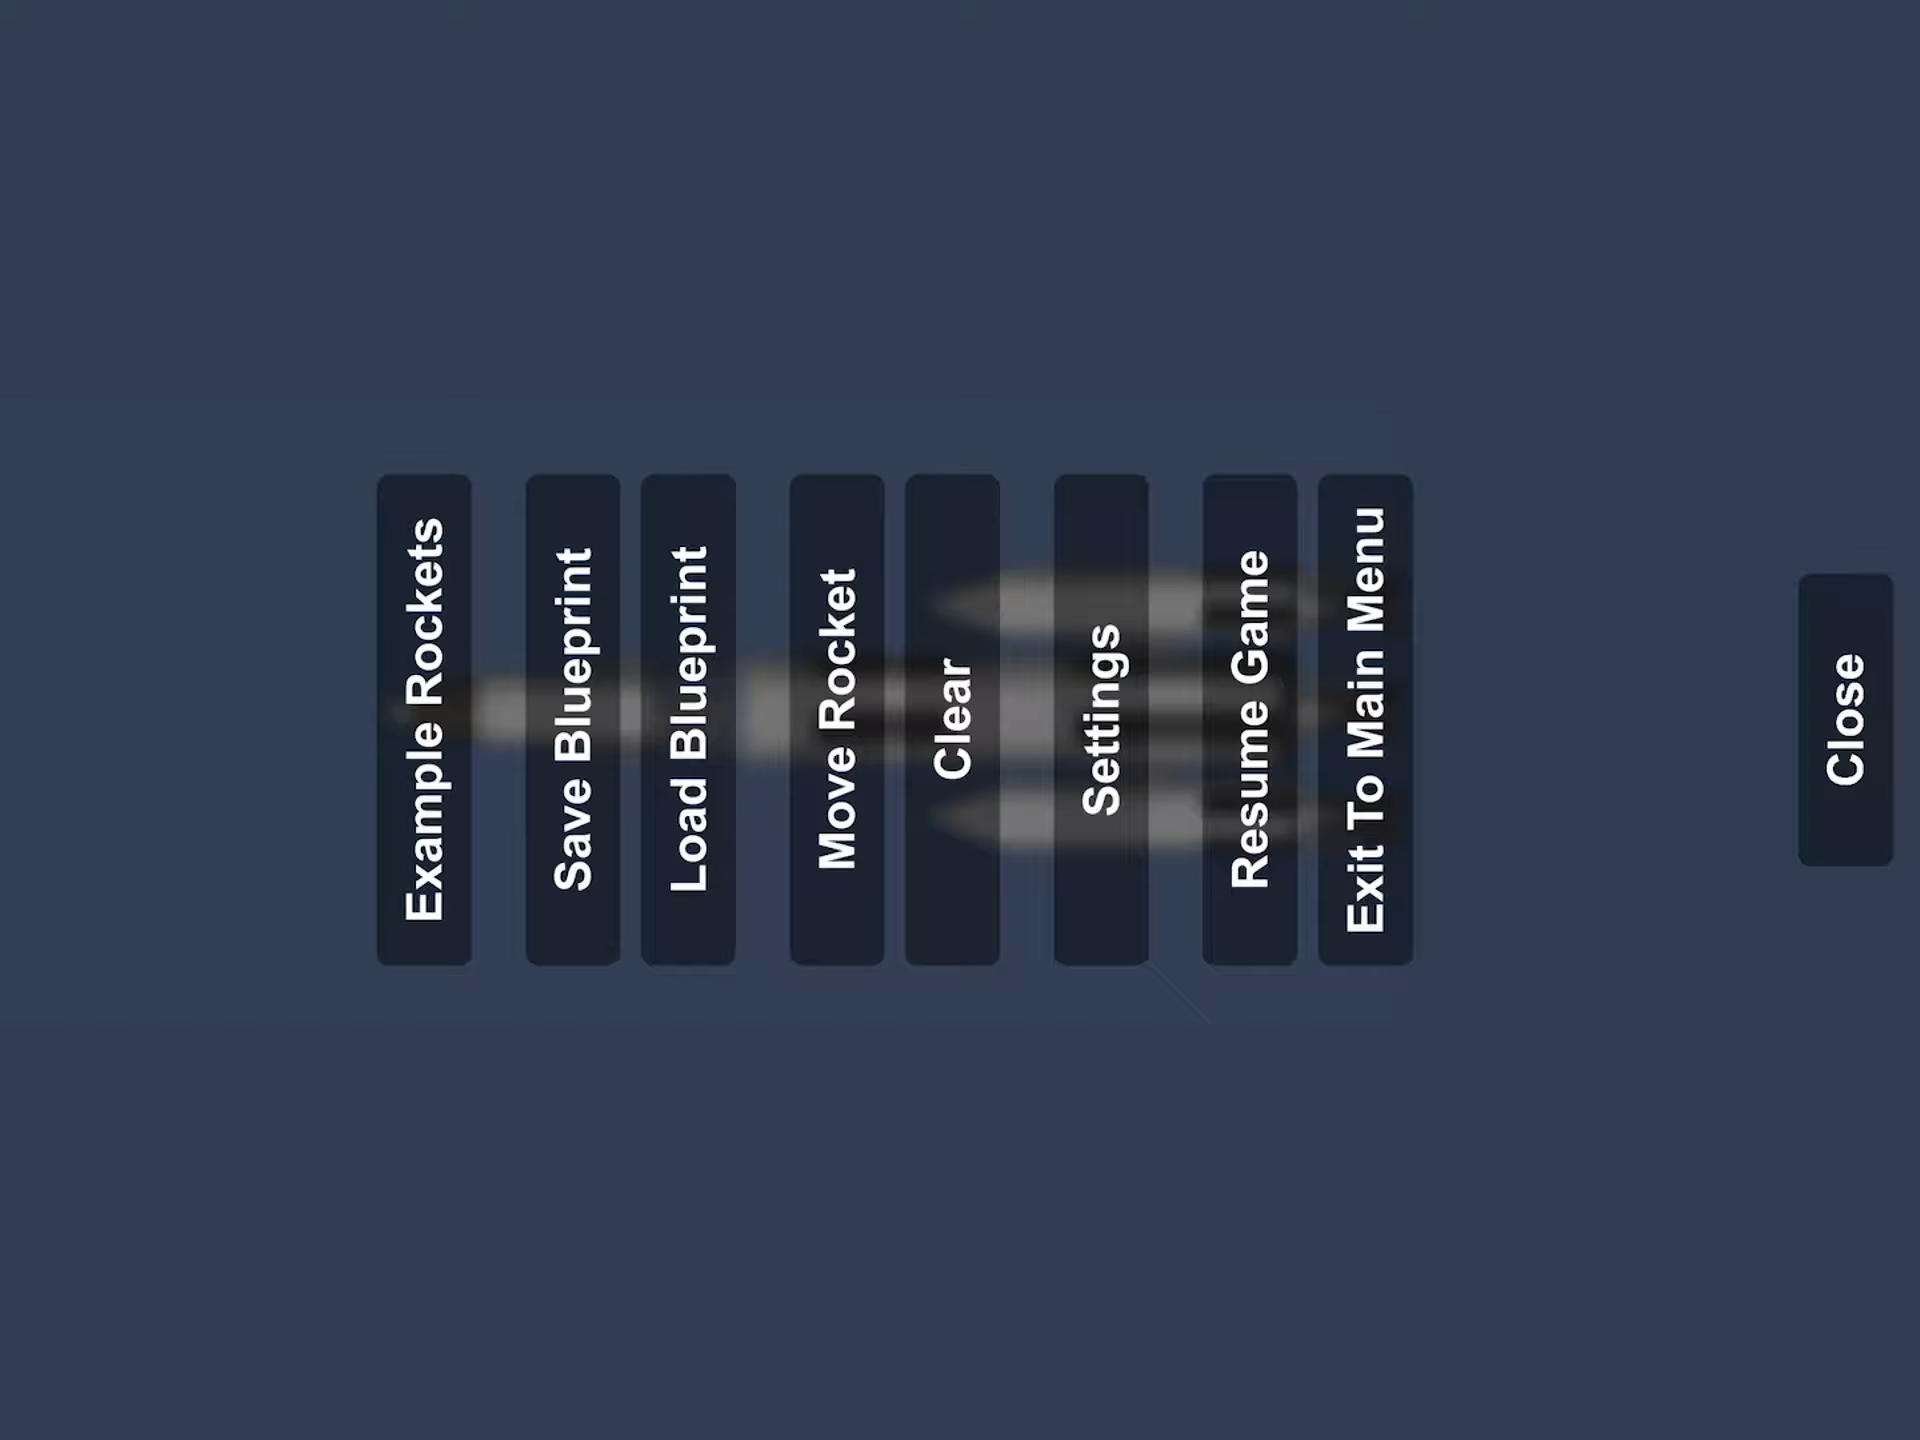 Example Rockets
Save Blueprint
Load Blueprint
Move Rocket
Clear
Settings
Resume Game
Exit To Main Menu
Close